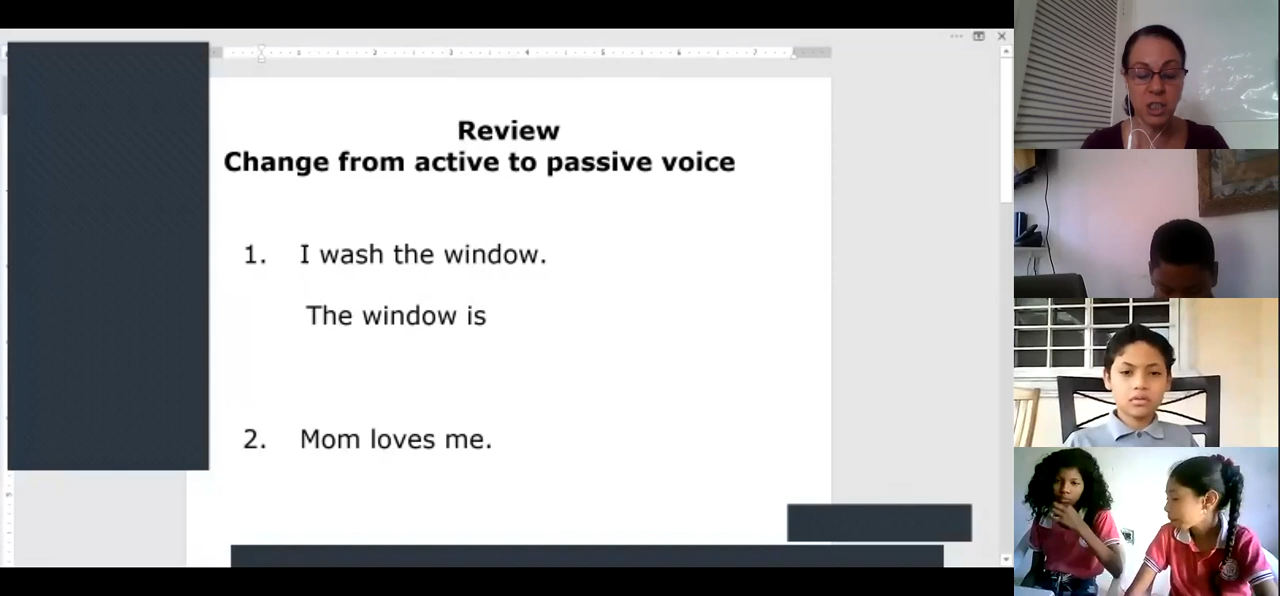 Review
Change from active to passive voice
1. I wash the window.
The window is
2. Mom loves me.